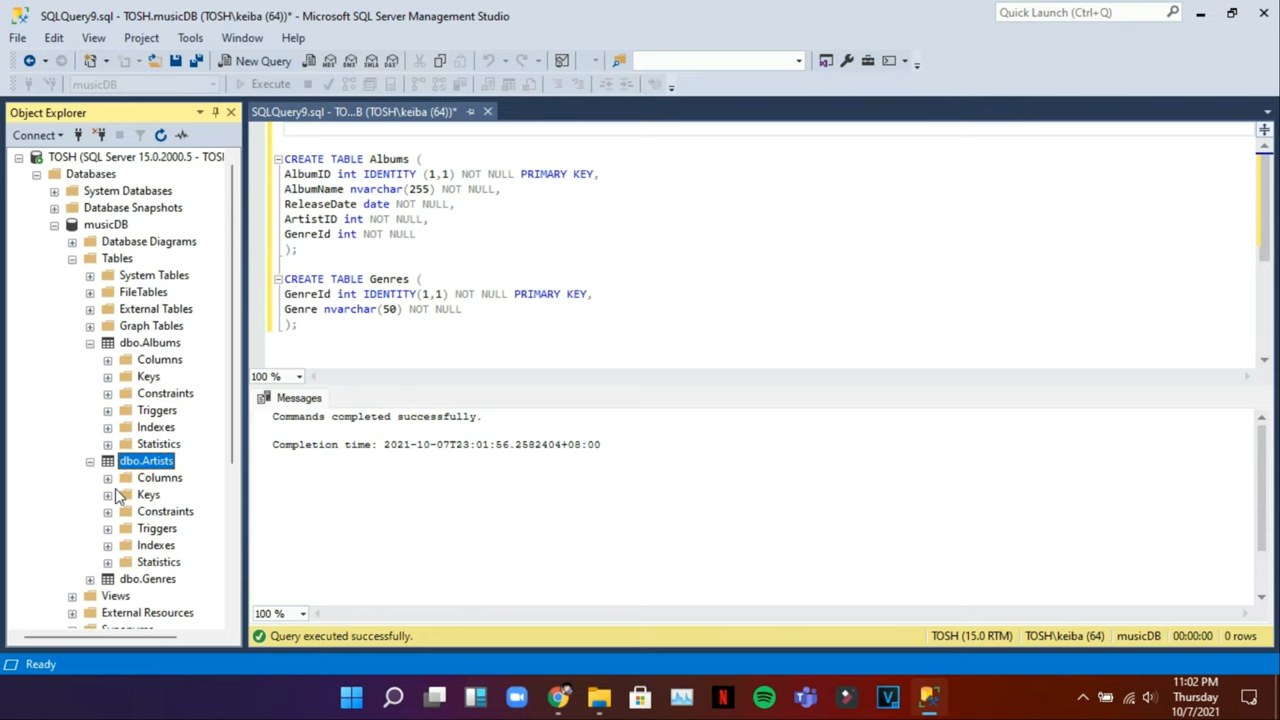 SQLQuery9.sql - TOSH.musicDB (TOSH\keiba (64))* - Microsoft SQL Server Management Studio
Quick Launch (Ctrl+Q)
File Edit View Project Tools Window Help
New Query
MDX DMX XMLA DAX
musicDB
Execute
Object Explorer
SQLQuery9.sql - TO...B (TOSH\keiba (64))*
Connect
TOSH (SQL Server 15.0.2000.5 - TOSH
Databases
System Databases
Database Snapshots
musicDB
Database Diagrams
Tables
System Tables
FileTables
External Tables
Graph Tables
dbo.Albums
Columns
Keys
Constraints
Triggers
Indexes
Statistics
dbo.Artists
Columns
Keys
Constraints
Triggers
Indexes
Statistics
dbo.Genres
Views
External Resources
Synonyms
CREATE TABLE Albums (
AlbumID int IDENTITY (1,1) NOT NULL PRIMARY KEY,
AlbumName nvarchar(255) NOT NULL,
ReleaseDate date NOT NULL,
ArtistID int NOT NULL,
GenreId int NOT NULL
);
CREATE TABLE Genres (
GenreId int IDENTITY(1,1) NOT NULL PRIMARY KEY,
Genre nvarchar(50) NOT NULL
);
100 %
Messages
Commands completed successfully.
Completion time: 2021-10-07T23:01:56.2582404+08:00
100 %
Query executed successfully. TOSH (15.0 RTM) TOSH\keiba (64) musicDB 00:00:00 0 rows
Ready
N
V
11:02 PM
Thursday
10/7/2021